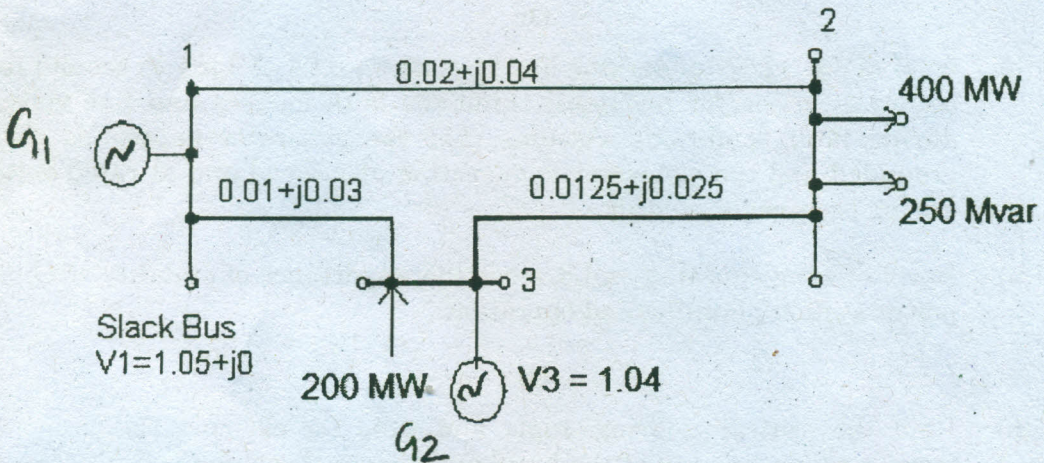 1
2
0.02+j0.04
400 MW
G1
0.01+j0.03
0.0125+j0.025
250 Mvar
3
Slack Bus
V1=1.05+j0
200 MW
V3 = 1.04
G2